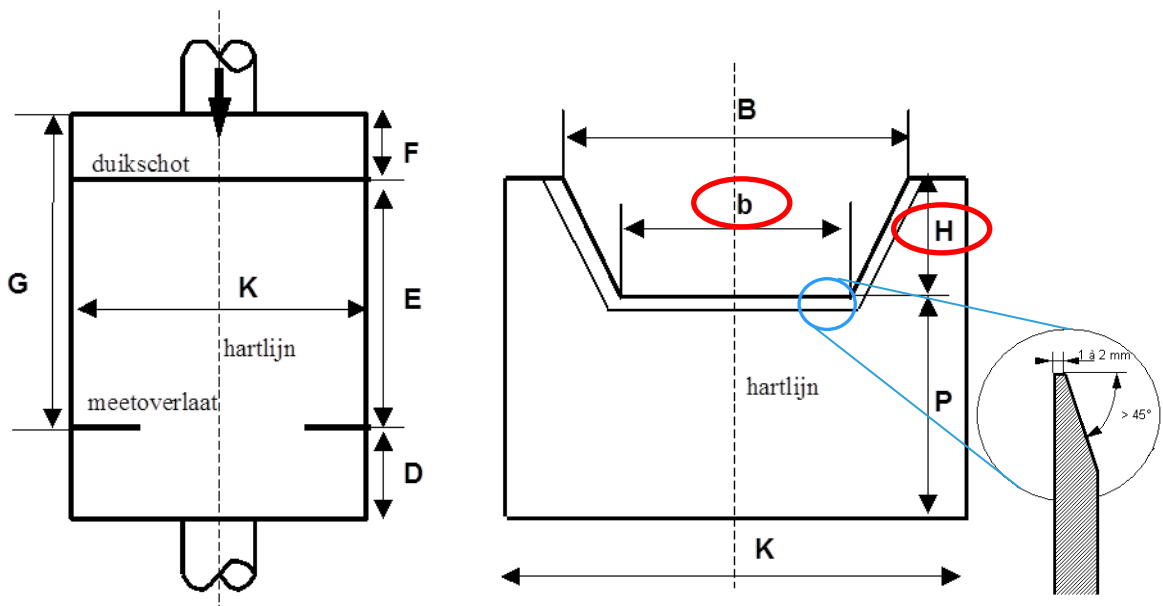 duikschot
F
G
K
E
hartlijn
meetoverlaat
D
B
b
H
hartlijn
P
K
1 à 2 mm
> 45°